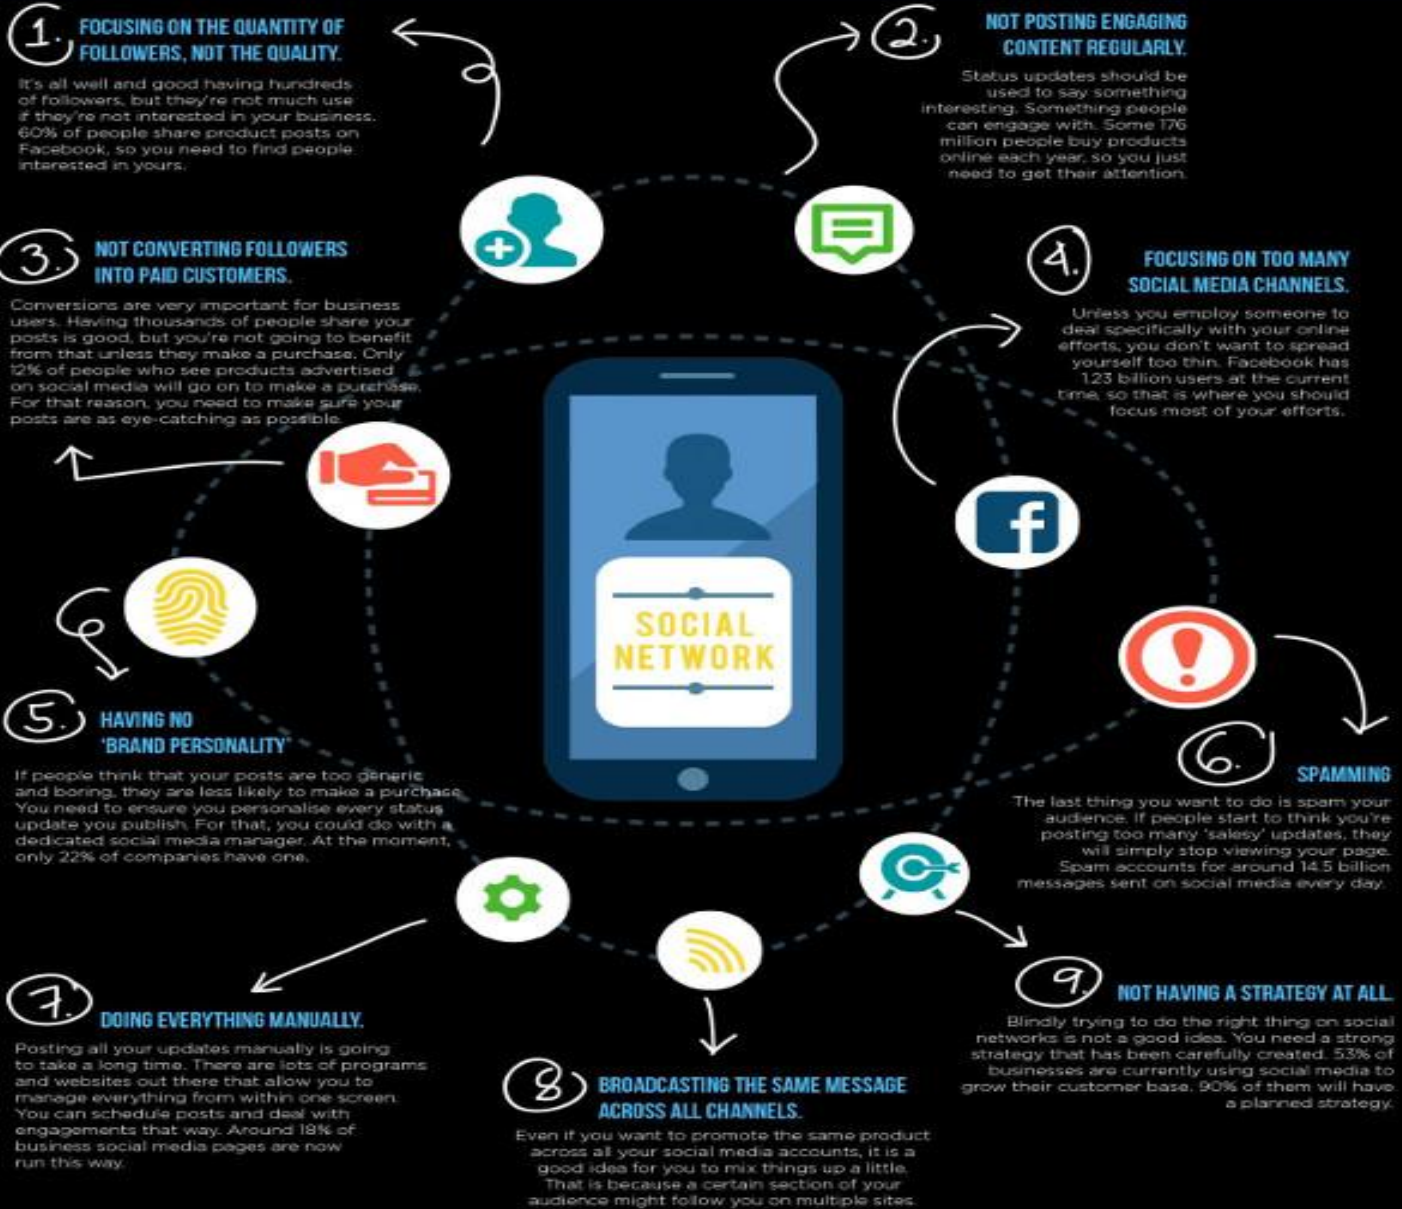 1.
FOCUSING ON THE QUANTITY OF
FOLLOWERS, NOT THE QUALITY.
It's all well and good having hundreds
of followers, but they're not much use
if they're not interested in your business.
60% of people share product posts on
Facebook, so you need to find people
interested in yours.
2.
NOT POSTING ENGAGING
CONTENT REGULARLY.
Status updates should be
used to say something
interesting. Something people
can engage with. Some 176
million people buy products
online each year, so you just
need to get their attention.
3.
NOT CONVERTING FOLLOWERS
INTO PAID CUSTOMERS.
Conversions are very important for business
users. Having thousands of people share your
posts is good, but you're not going to benefit
from that unless they make a purchase. Only
12% of people who see products advertised
on social media will go on to make a purchase.
For that reason, you need to make sure your
posts are as eye-catching as possible.
4.
FOCUSING ON TOO MANY
SOCIAL MEDIA CHANNELS.
Unless you employ someone to
deal specifically with your online
efforts, you don't want to spread
yourself too thin. Facebook has
1.23 billion users at the current
time, so that is where you should
focus most of your efforts.
f
SOCIAL
NETWORK
5.
HAVING NO
'BRAND PERSONALITY'
If people think that your posts are too generic
and boring, they are less likely to make a purchase
You need to ensure you personalise every status
update you publish. For that, you could do with a
dedicated social media manager. At the moment,
only 22% of companies have one.
6.
SPAMMING
The last thing you want to do is spam your
audience. If people start to think you're
posting too many 'salesy' updates, they
will simply stop viewing your page.
Spam accounts for around 14.5 billion
messages sent on social media every day.
7.
DOING EVERYTHING MANUALLY.
Posting all your updates manually is going
to take a long time. There are lots of programs
and websites out there that allow you to
manage everything from within one screen.
You can schedule posts and deal with
engagements that way. Around 18% of
business social media pages are now
run this way.
8
BROADCASTING THE SAME MESSAGE
ACROSS ALL CHANNELS.
Even if you want to promote the same product
across all your social media accounts, it is a
good idea for you to mix things up a little.
That is because a certain section of your
audience might follow you on multiple sites.
9.
NOT HAVING A STRATEGY AT ALL.
Blindly trying to do the right thing on social
networks is not a good idea. You need a strong
strategy that has been carefully created. 53% of
businesses are currently using social media to
grow their customer base. 90% of them will have
a planned strategy.